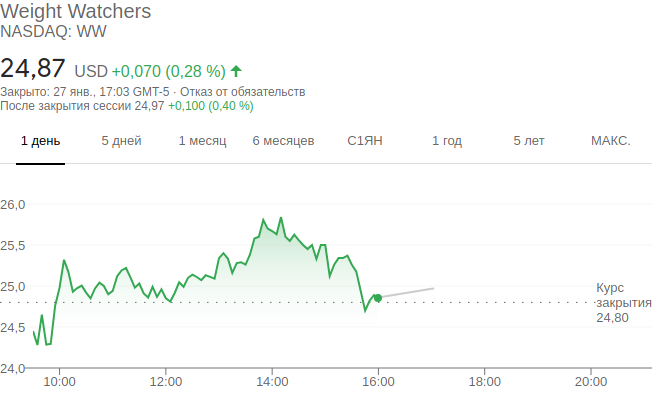 Weight Watchers
NASDAQ: WW
24,87 USD +0,070 (0,28 %)
Закрыто: 27 янв., 17:03 GMT-5 · Отказ от обязательств
После закрытия сессии 24,97 +0,100 (0,40 %)
1 день 5 дней 1 месяц 6 месяцев С1ЯН 1 год 5 лет МАКС.
26,0
25,5
25,0
24,5
24,0
Курс
закрытия
24,80
10:00 12:00 14:00 16:00 18:00 20:00